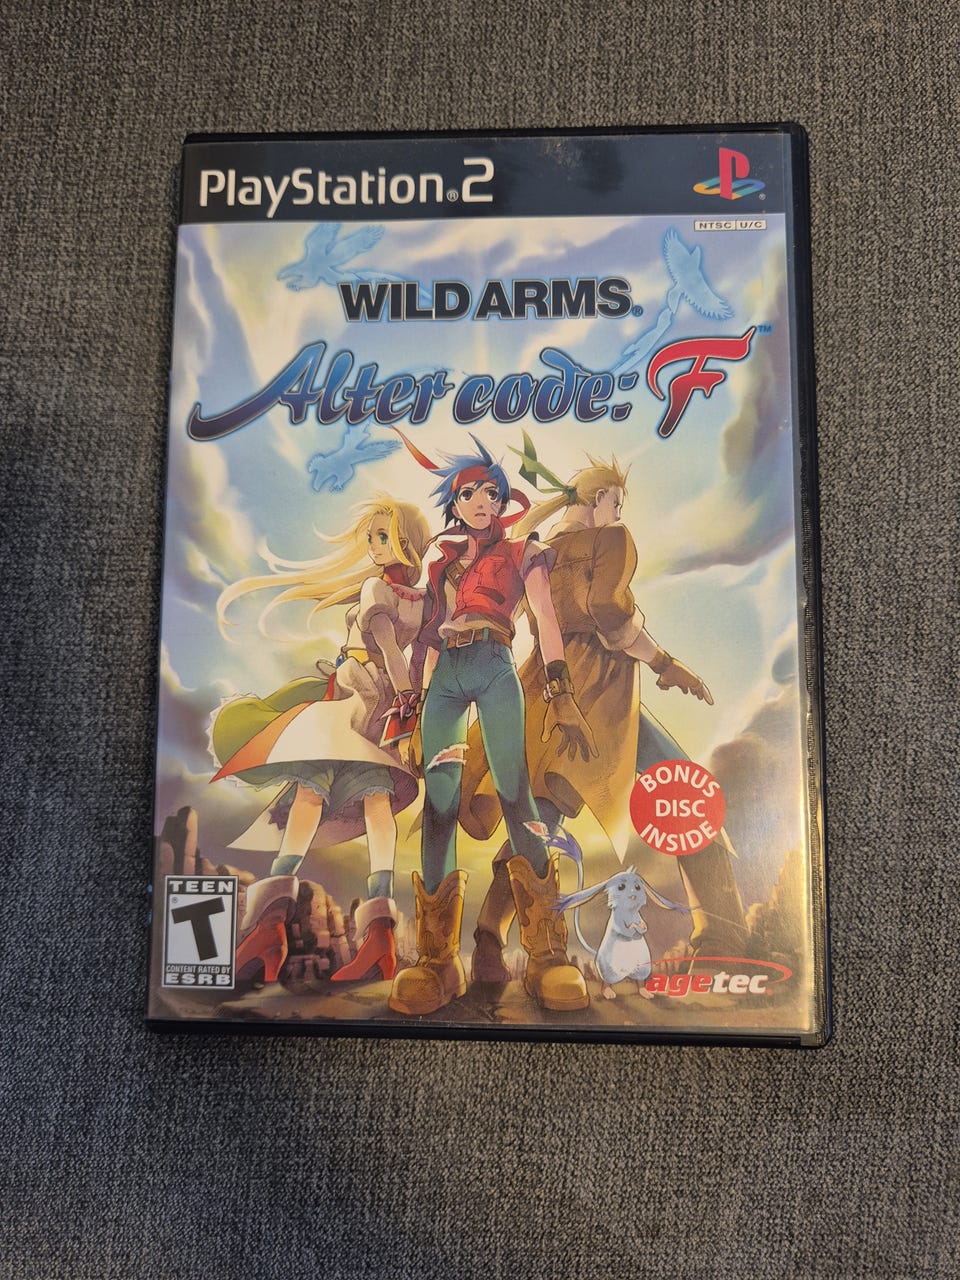 PlayStation®2
NTSC U/C
WILD ARMS®
Alter code: F™
BONUS
DISC
INSIDE
TEEN
T®
CONTENT RATED BY
ESRB
agetec